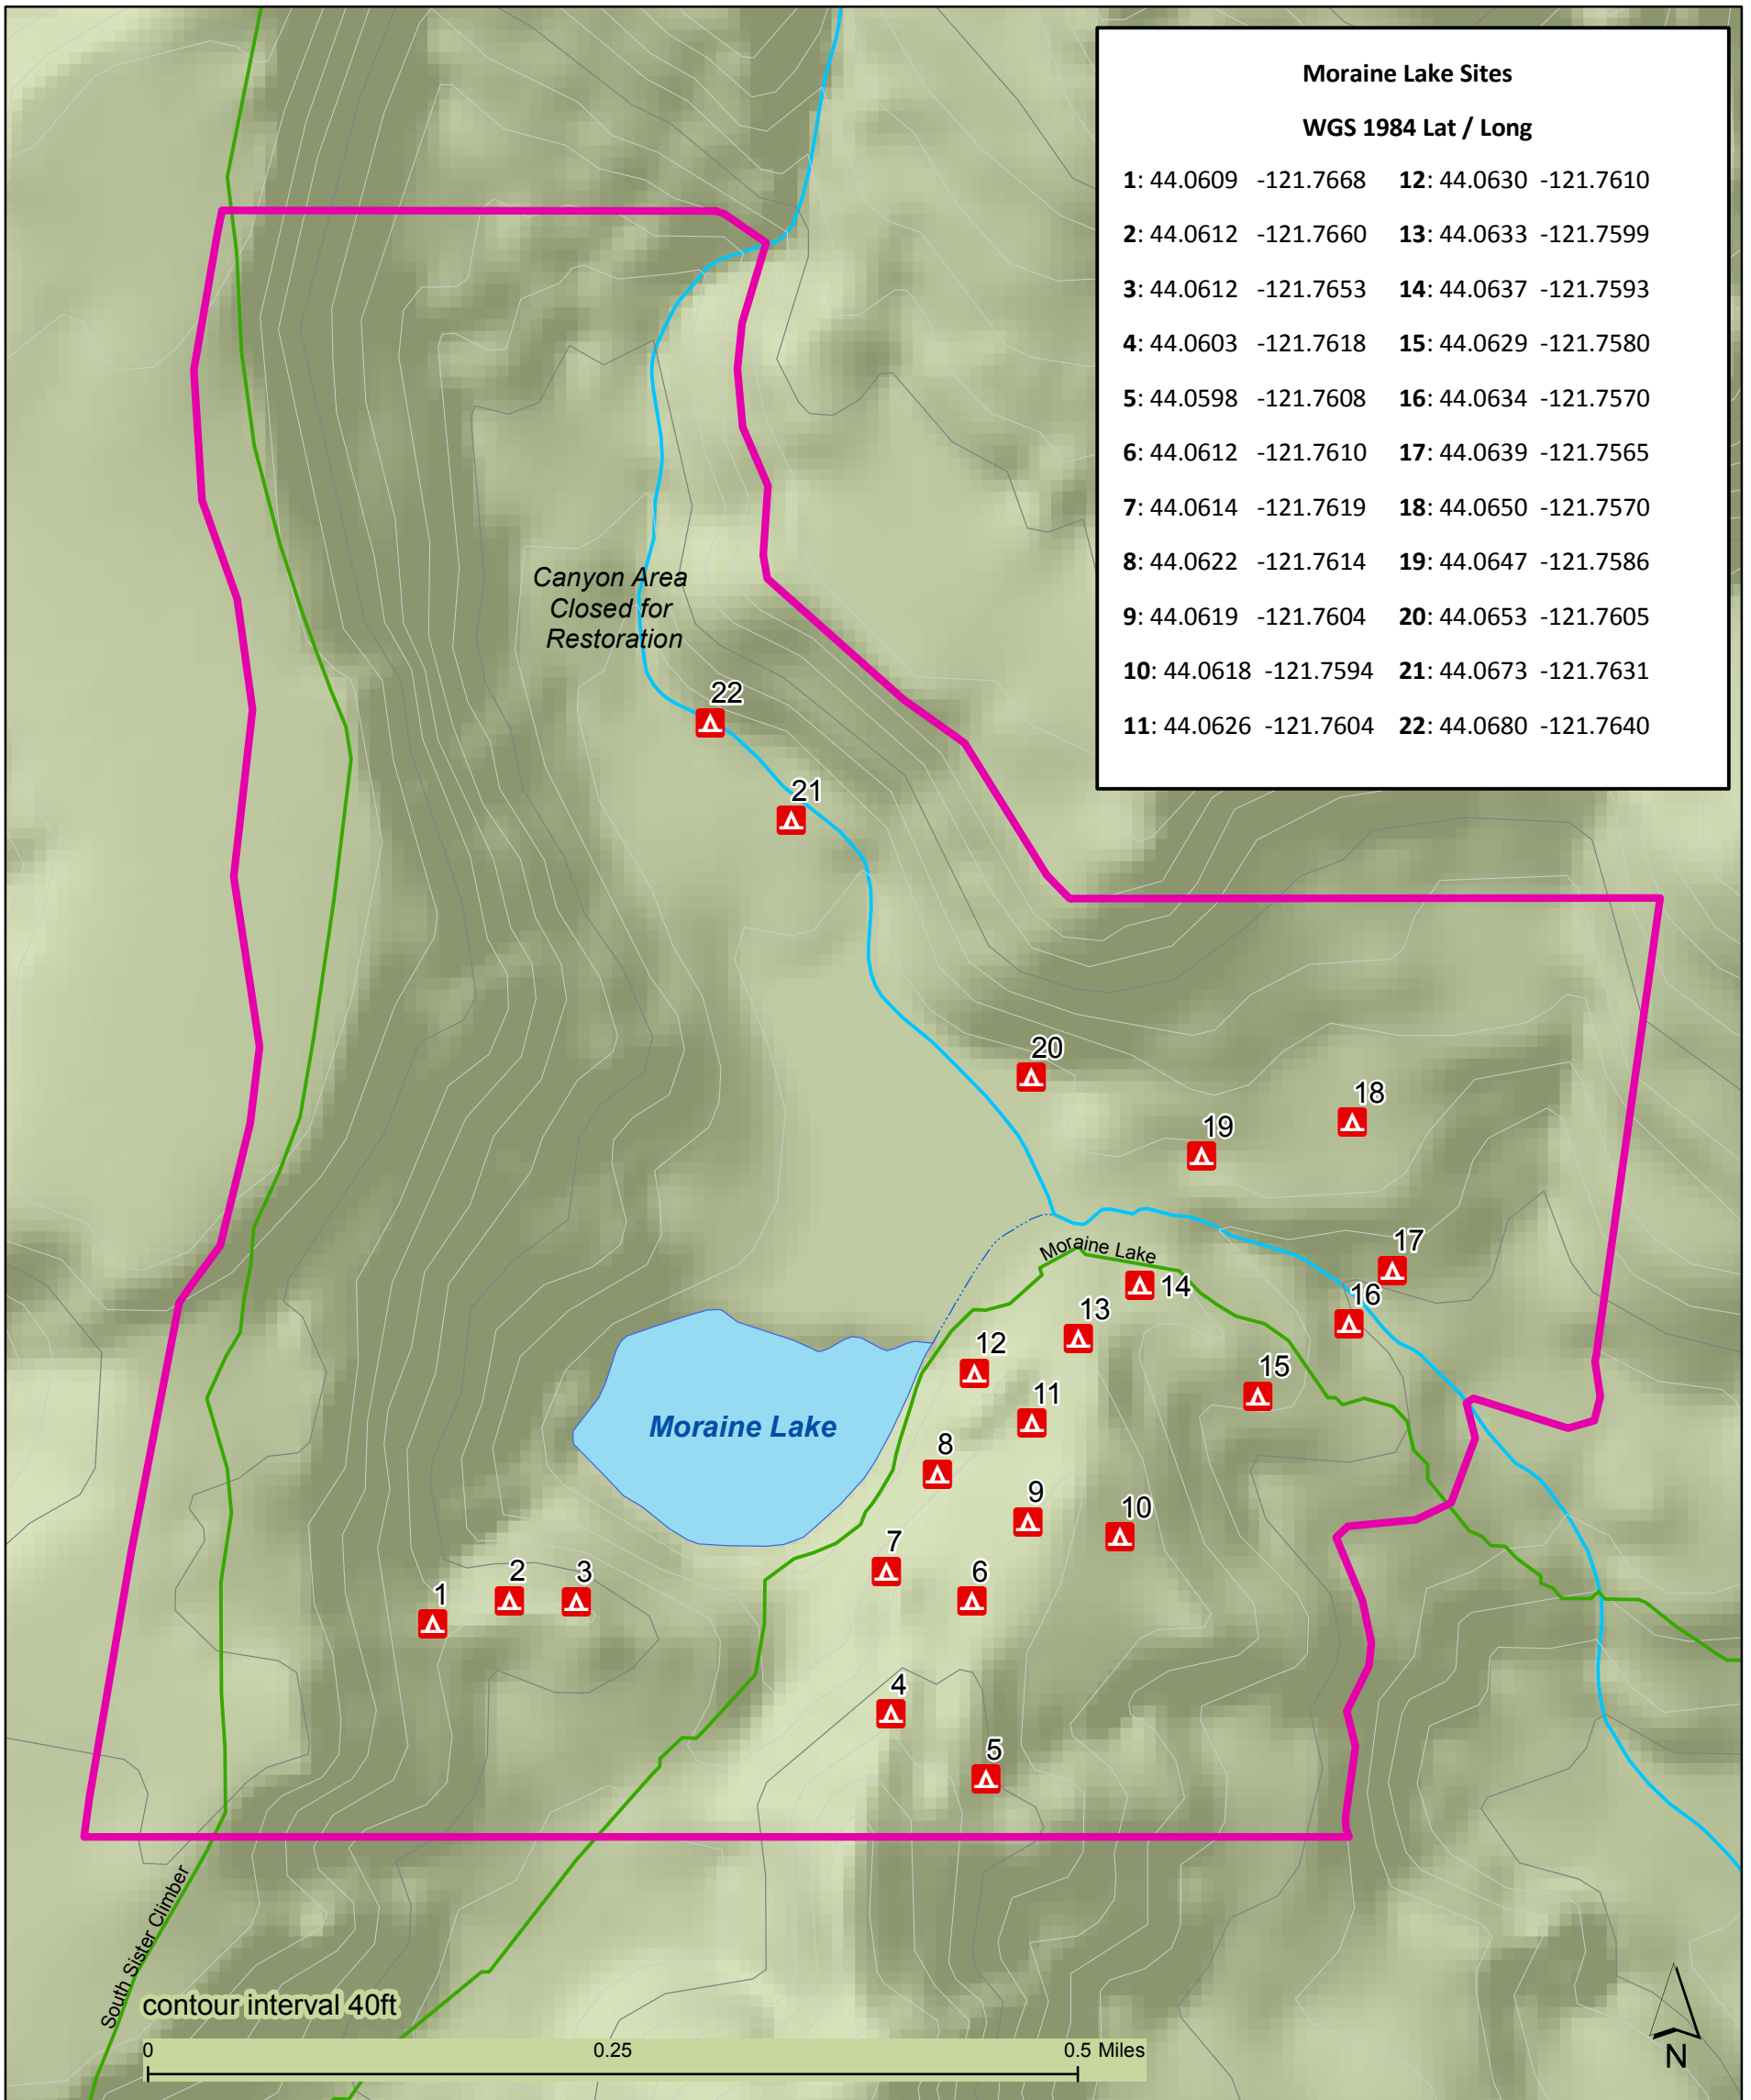 Moraine Lake Sites
WGS 1984 Lat / Long
1: 44.0609 -121.7668 12: 44.0630 -121.7610
2: 44.0612 -121.7660 13: 44.0633 -121.7599
3: 44.0612 -121.7653 14: 44.0637 -121.7593
4: 44.0603 -121.7618 15: 44.0629 -121.7580
5: 44.0598 -121.7608 16: 44.0634 -121.7570
6: 44.0612 -121.7610 17: 44.0639 -121.7565
7: 44.0614 -121.7619 18: 44.0650 -121.7570
8: 44.0622 -121.7614 19: 44.0647 -121.7586
9: 44.0619 -121.7604 20: 44.0653 -121.7605
10: 44.0618 -121.7594 21: 44.0673 -121.7631
11: 44.0626 -121.7604 22: 44.0680 -121.7640
Canyon Area
Closed for
Restoration
22
21
20
18
19
Moraine Lake
17
14
16
13
12
15
11
Moraine Lake
8
9
10
7
2
3
6
1
4
5
South Sister Climber
contour interval 40ft
0 0.25 0.5 Miles
N